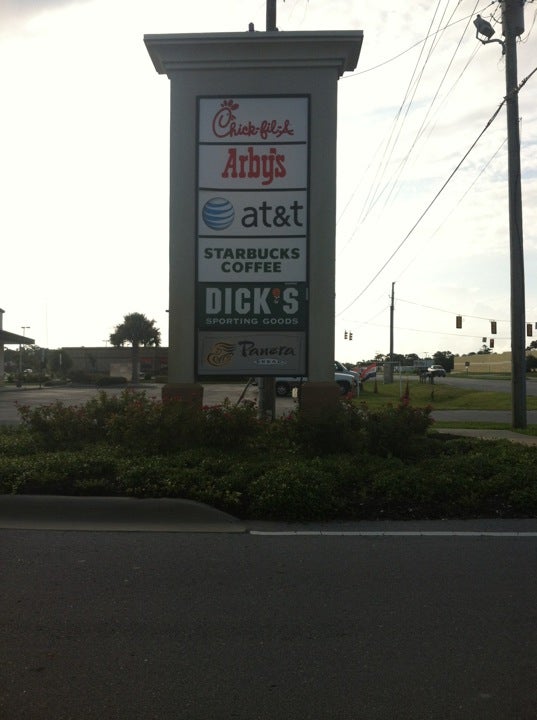 Chick-fil-A
Arby's
at&t
STARBUCKS
COFFEE
DICK'S
SPORTING GOODS
Panera